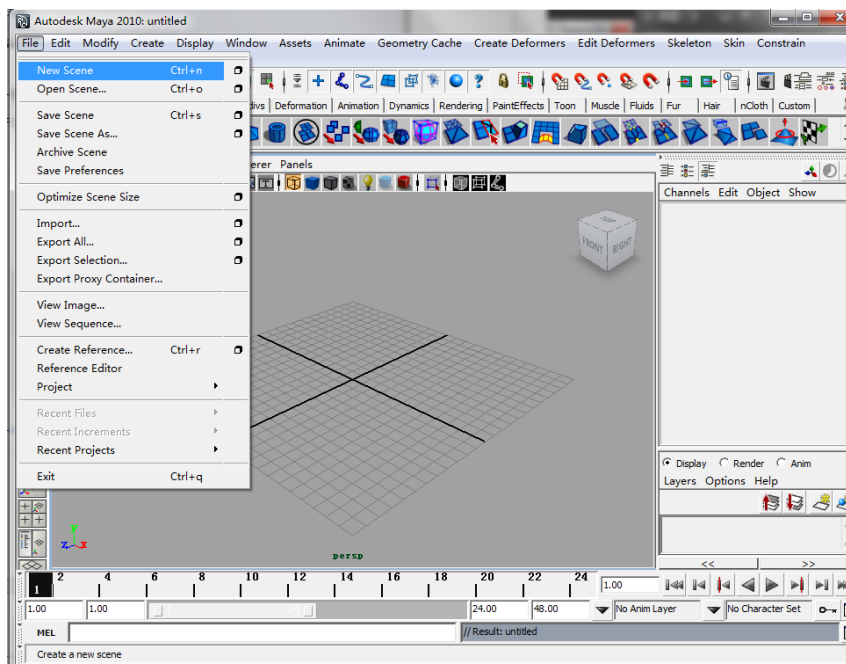 Autodesk Maya 2010: untitled
File Edit Modify Create Display Window Assets Animate Geometry Cache Create Deformers Edit Deformers Skeleton Skin Constrain
New Scene Ctrl+n
Open Scene... Ctrl+o
Save Scene Ctrl+s
Save Scene As...
Archive Scene
Save Preferences
Optimize Scene Size
Import...
Export All...
Export Selection...
Export Proxy Container...
View Image...
View Sequence...
Create Reference... Ctrl+r
Reference Editor
Project
Recent Files
Recent Increments
Recent Projects
Exit Ctrl+q
Deformation Animation Dynamics Rendering PaintEffects Toon Muscle Fluids Fur Hair nCloth Custom
Panels
TOP
FRONT RIGHT
Channels Edit Object Show
Display Render Anim
Layers Options Help
y
z x
persp
<< >>
1 2 4 6 8 10 12 14 16 18 20 22 24 1.00
1.00 1.00 1 24 24.00 48.00 No Anim Layer No Character Set
MEL // Result: untitled
Create a new scene